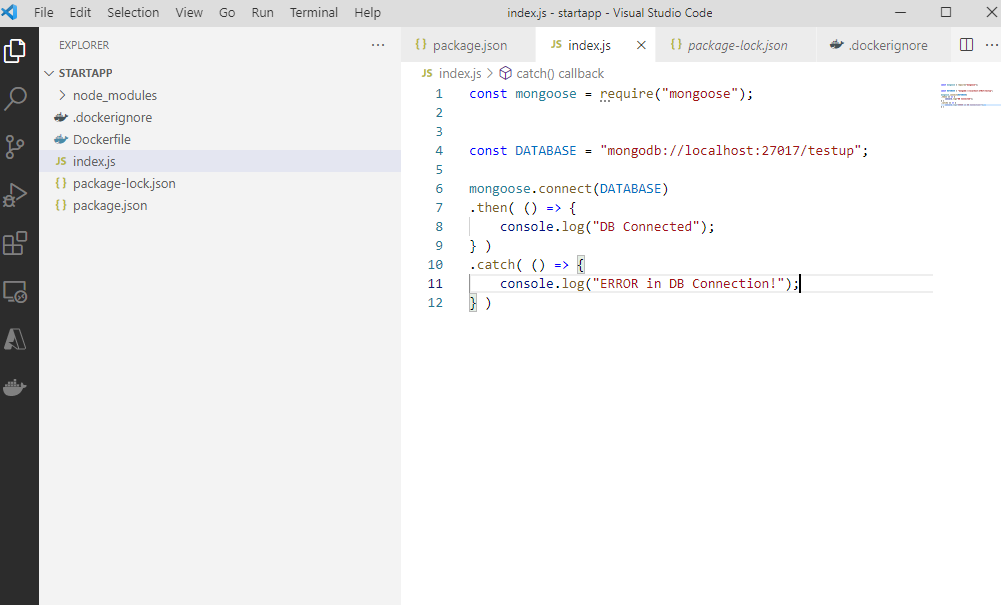 File Edit Selection View Go Run Terminal Help index.js - startapp - Visual Studio Code
EXPLORER
STARTAPP
node_modules
.dockerignore
Dockerfile
JS index.js
{} package-lock.json
{} package.json
{} package.json JS index.js {} package-lock.json .dockerignore
JS index.js > catch() callback
1 const mongoose = require("mongoose");
2
3
4 const DATABASE = "mongodb://localhost:27017/testup";
5
6 mongoose.connect(DATABASE)
7 .then( () => {
8 console.log("DB Connected");
9 } )
10 .catch( () => {
11 console.log("ERROR in DB Connection!");
12 } )